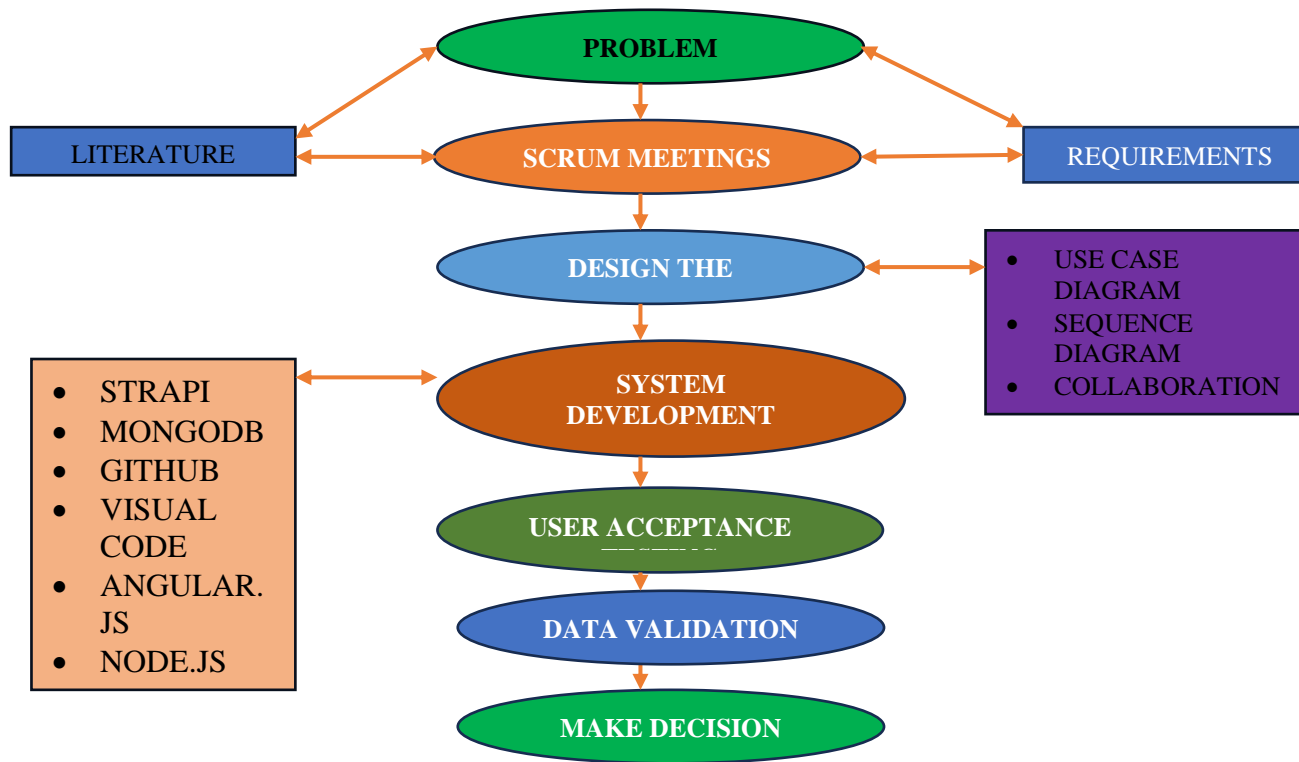 PROBLEM
LITERATURE
SCRUM MEETINGS
REQUIREMENTS
DESIGN THE
• USE CASE
DIAGRAM
• SEQUENCE
DIAGRAM
• COLLABORATION
SYSTEM
DEVELOPMENT
• STRAPI
• MONGODB
• GITHUB
• VISUAL
CODE
• ANGULAR.
JS
• NODE.JS
USER ACCEPTANCE
DATA VALIDATION
MAKE DECISION